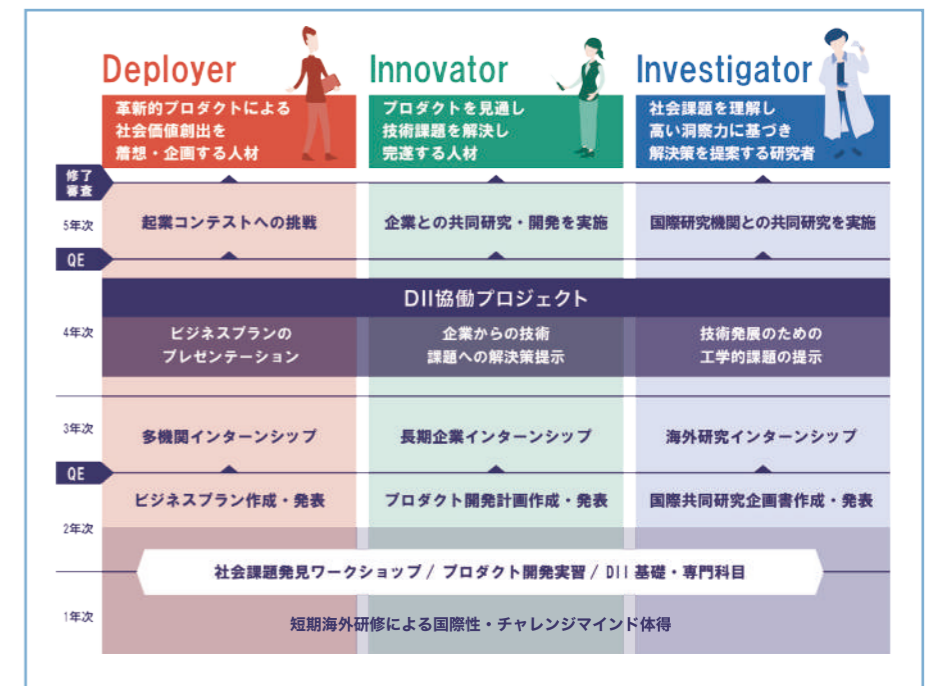 Deployer
革新的プロダクトによる
社会価値創出を
着想・企画する人材
Innovator
プロダクトを見通し
技術課題を解決し
完遂する人材
Investigator
社会課題を理解し
高い洞察力に基づき
解決策を提案する研究者
修了
審査
5年次
起業コンテストへの挑戦
企業との共同研究・開発を実施
国際研究機関との共同研究を実施
QE
DII協働プロジェクト
4年次
ビジネスプランの
プレゼンテーション
企業からの技術
課題への解決策提示
技術発展のための
工学的課題の提示
3年次
多機関インターンシップ
長期企業インターンシップ
海外研究インターンシップ
QE
ビジネスプラン作成・発表
プロダクト開発計画作成・発表
国際共同研究企画書作成・発表
2年次
社会課題発見ワークショップ / プロダクト開発実習 / DII 基礎・専門科目
1年次
短期海外研修による国際性・チャレンジマインド体得